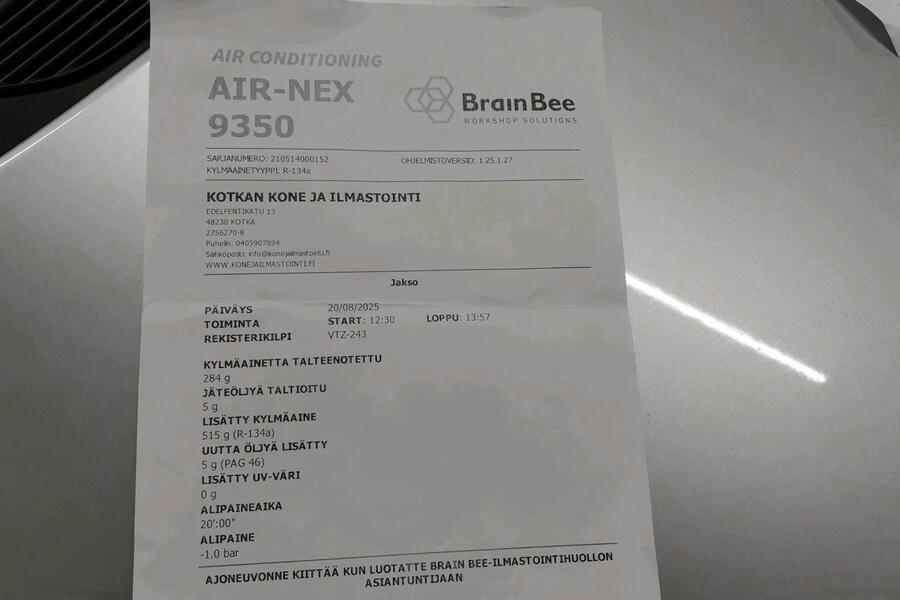 AIR CONDITIONING
AIR-NEX
9350
BrainBee
WORKSHOP SOLUTIONS
SARJANUMERO: 210514000152
OHJELMISTOVERSIO: 1.25.1.27
KYLMÄAINETYYPPI: R-134a
KOTKAN KONE JA ILMASTOINTI
EDELFENTIKATU 13
48230 KOTKA
2756270-8
Puhelin: 0405907894
Sähköposti: info@konejailmastointi.fi
WWW.KONEJAILMASTOINTI.FI
Jakso
PÄIVÄYS 20/08/2025
TOIMINTA START: 12:30 LOPPU: 13:57
REKISTERIKILPI VTZ-243
KYLMÄAINETTA TALTEENOTETTU
284 g
JÄTEÖLJYÄ TALTIOITU
5 g
LISÄTTY KYLMÄAINE
515 g (R-134a)
UUTTA ÖLJYÄ LISÄTTY
5 g (PAG 46)
LISÄTTY UV-VÄRI
0 g
ALIPAINEAIKA
20':00"
ALIPAINE
-1.0 bar
AJONEUVONNE KIITTÄÄ KUN LUOTATTE BRAIN BEE-ILMASTOINTIHUOLLON
ASIANTUNTIJAAN